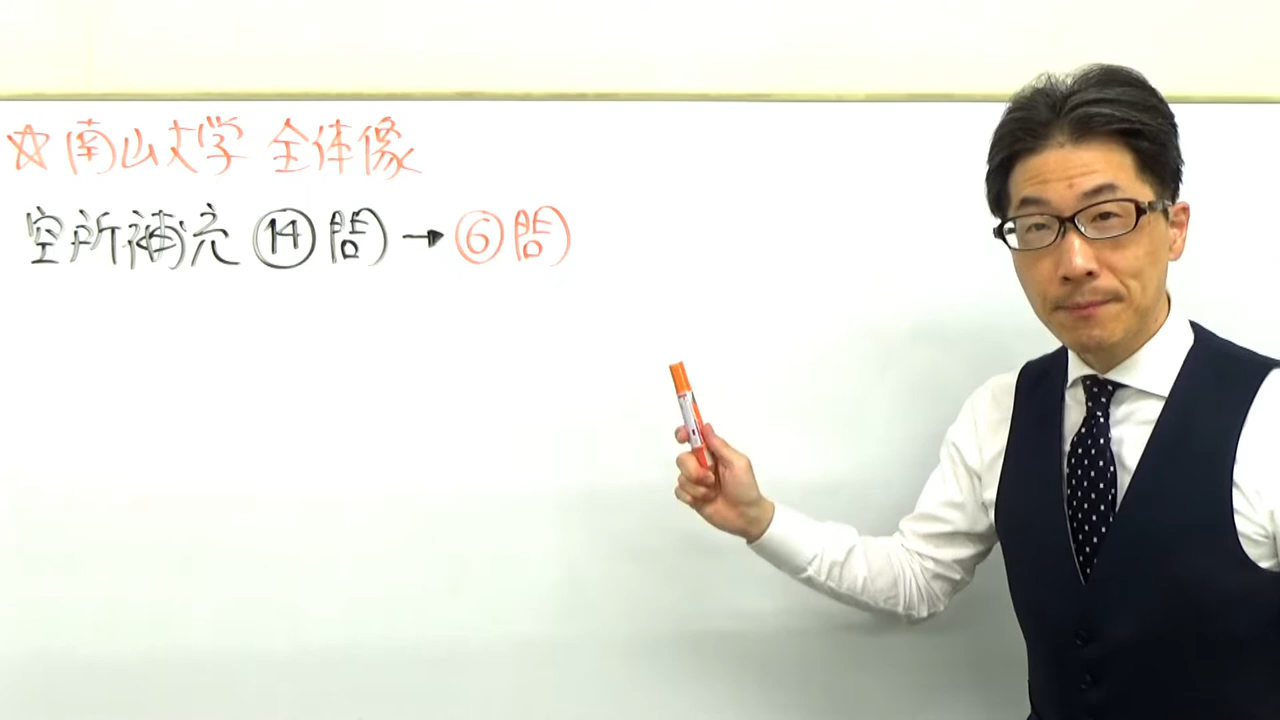 ☆南山大学 全体像
空所補充 ⑭問 → ⑥問